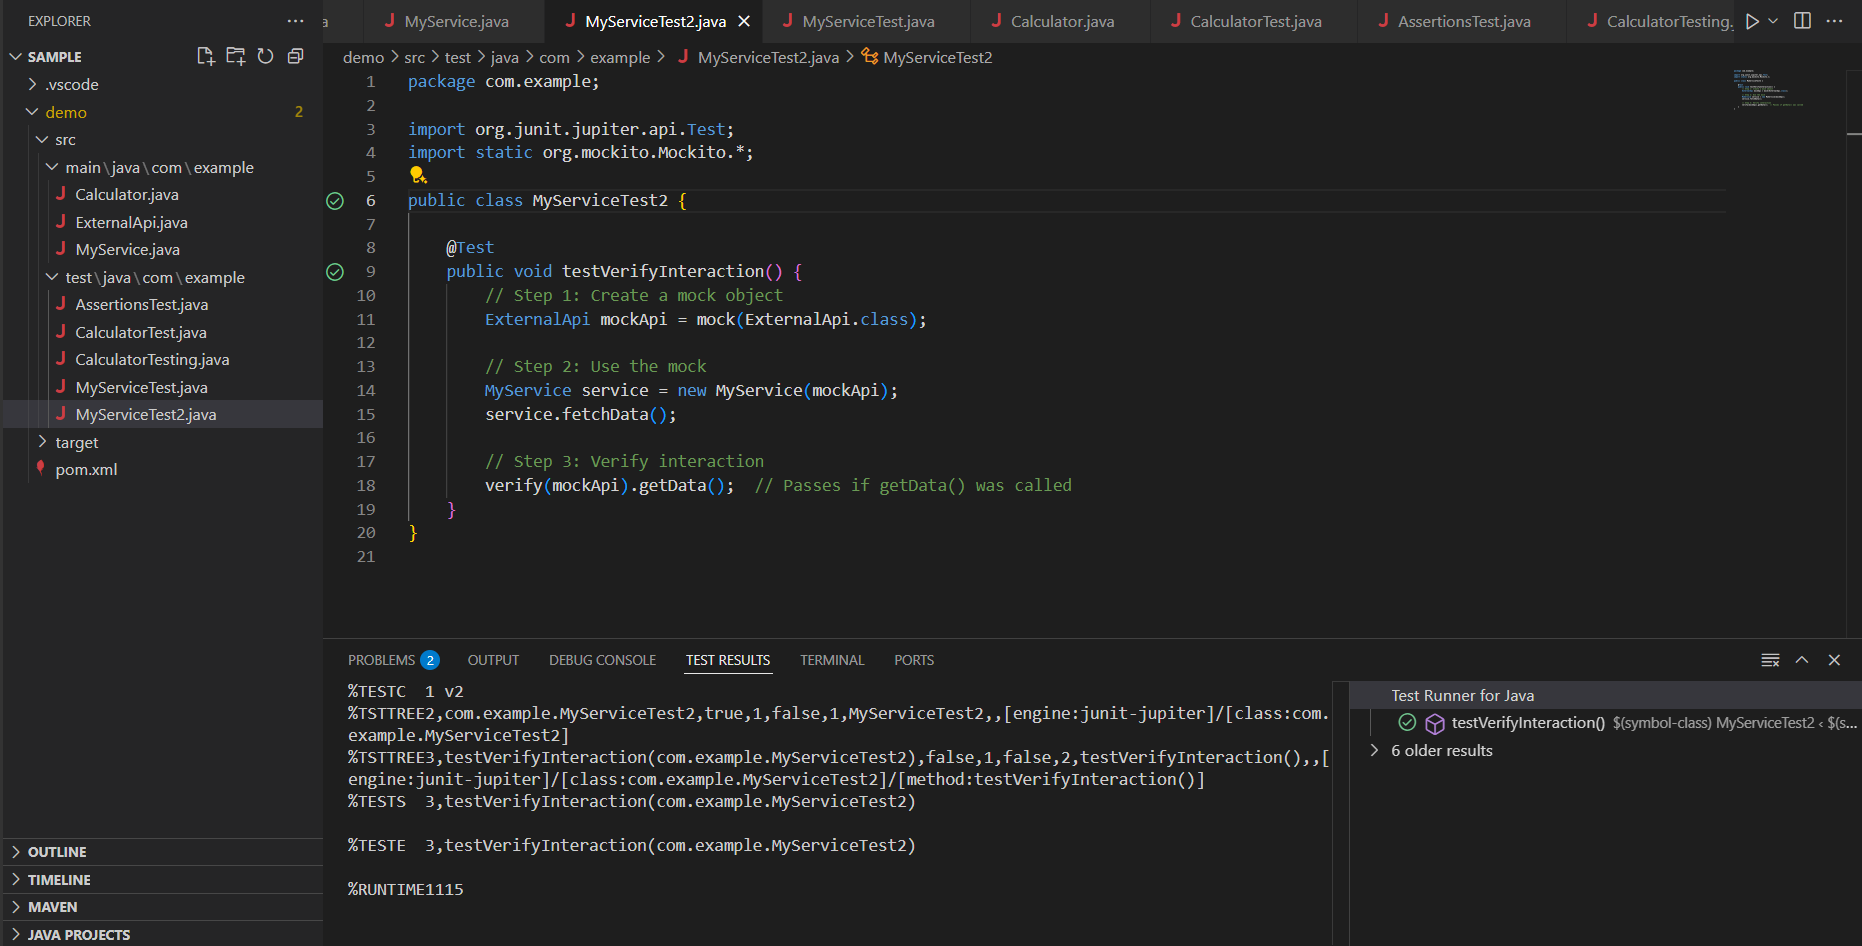 EXPLORER
SAMPLE
.vscode
demo 2
src
main\java\com\example
Calculator.java
ExternalApi.java
MyService.java
test\java\com\example
AssertionsTest.java
CalculatorTest.java
CalculatorTesting.java
MyServiceTest.java
MyServiceTest2.java
target
pom.xml
OUTLINE
TIMELINE
MAVEN
JAVA PROJECTS
a MyService.java MyServiceTest2.java MyServiceTest.java Calculator.java CalculatorTest.java AssertionsTest.java CalculatorTesting.
demo > src > test > java > com > example > MyServiceTest2.java > MyServiceTest2
1 package com.example;
2
3 import org.junit.jupiter.api.Test;
4 import static org.mockito.Mockito.*;
5
6 public class MyServiceTest2 {
7
8 @Test
9 public void testVerifyInteraction() {
10 // Step 1: Create a mock object
11 ExternalApi mockApi = mock(ExternalApi.class);
12
13 // Step 2: Use the mock
14 MyService service = new MyService(mockApi);
15 service.fetchData();
16
17 // Step 3: Verify interaction
18 verify(mockApi).getData();  // Passes if getData() was called
19 }
20 }
21
PROBLEMS 2 OUTPUT DEBUG CONSOLE TEST RESULTS TERMINAL PORTS
%TESTC  1 v2
%TSTTREE2,com.example.MyServiceTest2,true,1,false,1,MyServiceTest2,,[engine:junit-jupiter]/[class:com.
example.MyServiceTest2]
%TSTTREE3,testVerifyInteraction(com.example.MyServiceTest2),false,1,false,2,testVerifyInteraction(),,[
engine:junit-jupiter]/[class:com.example.MyServiceTest2]/[method:testVerifyInteraction()]
%TESTS  3,testVerifyInteraction(com.example.MyServiceTest2)
%TESTE  3,testVerifyInteraction(com.example.MyServiceTest2)
%RUNTIME1115
Test Runner for Java
testVerifyInteraction() $(symbol-class) MyServiceTest2 ‹ $(s...
6 older results